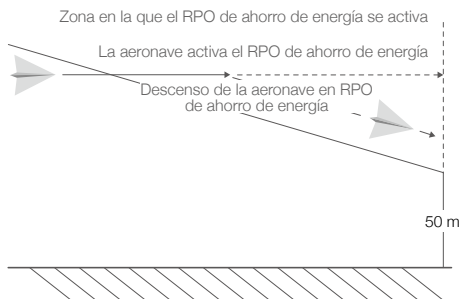 Zona en la que el RPO de ahorro de energía se activa
La aeronave activa el RPO de ahorro de energía
Descenso de la aeronave en RPO
de ahorro de energía
50 m